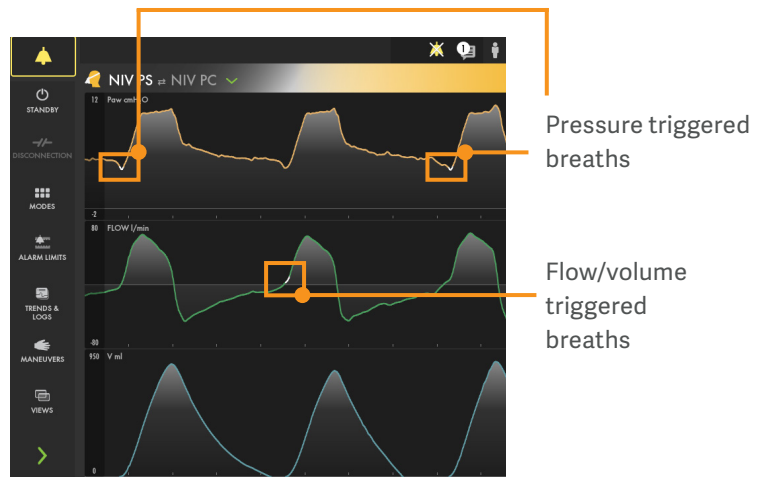 1
NIV PS ⇄ NIV PC
STANDBY
DISCONNECTION
MODES
ALARM LIMITS
TRENDS &
LOGS
MANEUVERS
VIEWS
12 Paw cmH2O
-2
80 FLOW l/min
-80
950 V ml
0
Pressure triggered
breaths
Flow/volume
triggered
breaths